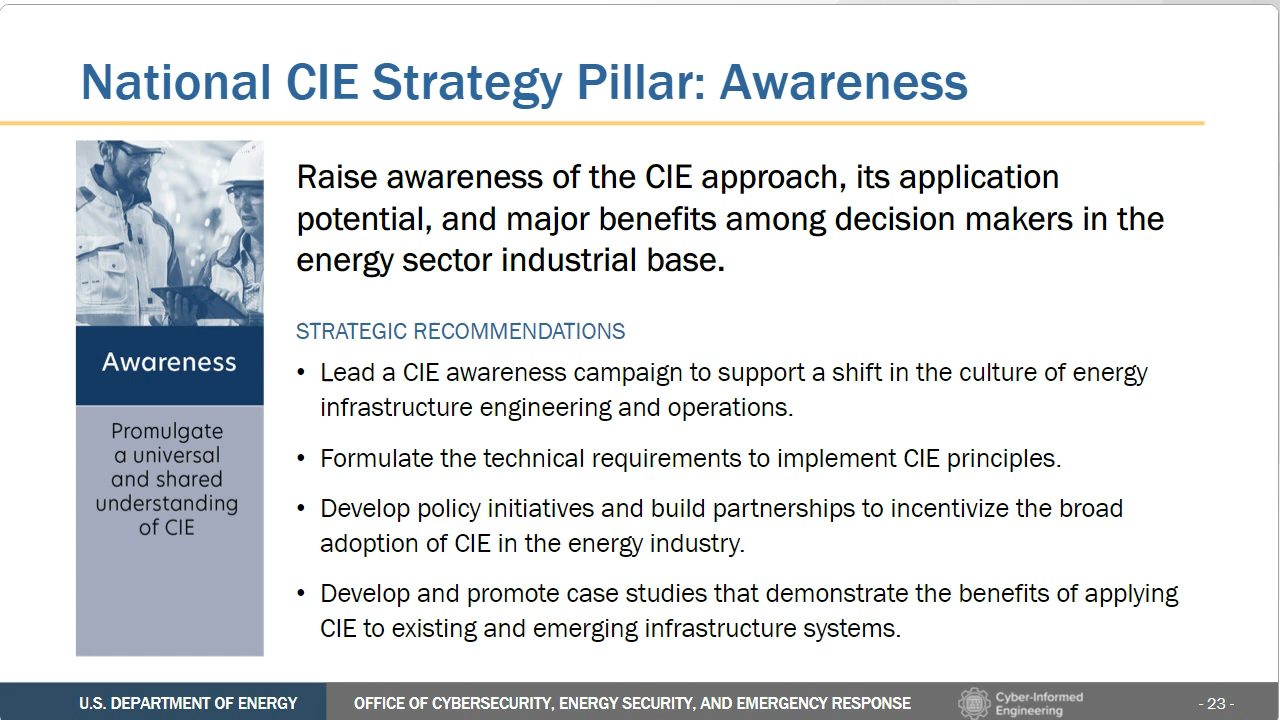 National CIE Strategy Pillar: Awareness
Raise awareness of the CIE approach, its application
potential, and major benefits among decision makers in the
energy sector industrial base.
Awareness
Promulgate
a universal
and shared
understanding
of CIE
STRATEGIC RECOMMENDATIONS
• Lead a CIE awareness campaign to support a shift in the culture of energy
infrastructure engineering and operations.
• Formulate the technical requirements to implement CIE principles.
• Develop policy initiatives and build partnerships to incentivize the broad
adoption of CIE in the energy industry.
• Develop and promote case studies that demonstrate the benefits of applying
CIE to existing and emerging infrastructure systems.
U.S. DEPARTMENT OF ENERGY
OFFICE OF CYBERSECURITY, ENERGY SECURITY, AND EMERGENCY RESPONSE
Cyber-Informed
Engineering
- 23 -